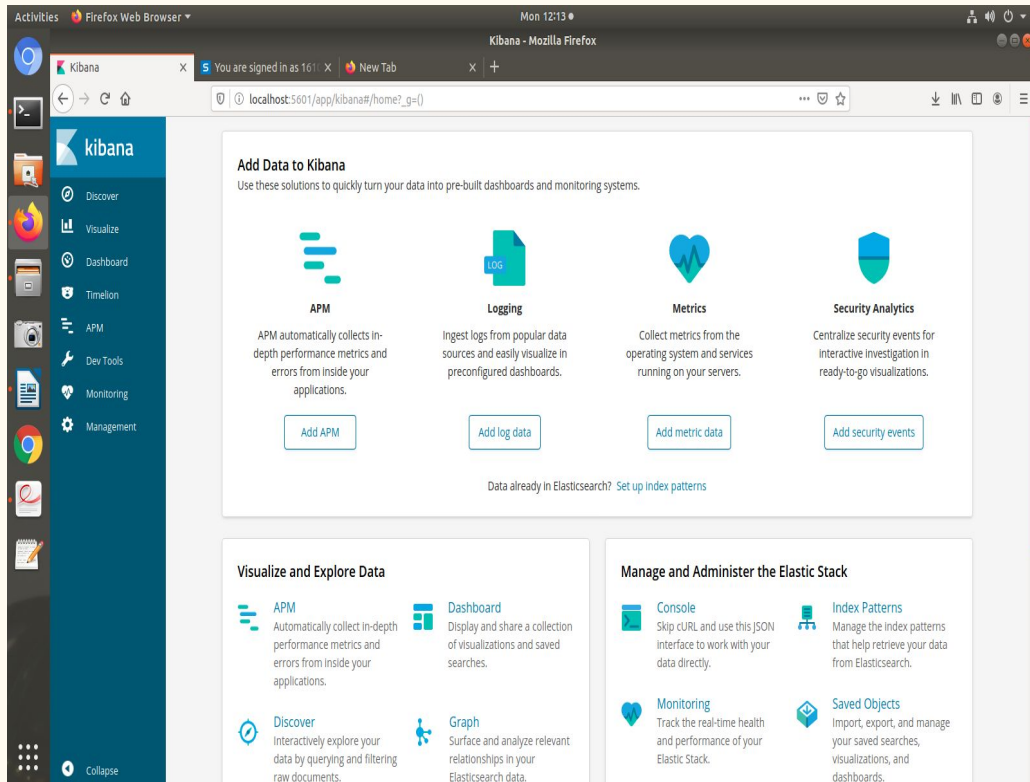 Activities Firefox Web Browser Mon 12:13
Kibana - Mozilla Firefox
Kibana You are signed in as 161 New Tab
localhost:5601/app/kibana#/home?_g=()
kibana
Discover
Visualize
Dashboard
Timelion
APM
Dev Tools
Monitoring
Management
Collapse
Add Data to Kibana
Use these solutions to quickly turn your data into pre-built dashboards and monitoring systems.
APM
APM automatically collects in-
depth performance metrics and
errors from inside your
applications.
Add APM
LOG
Logging
Ingest logs from popular data
sources and easily visualize in
preconfigured dashboards.
Add log data
Metrics
Collect metrics from the
operating system and services
running on your servers.
Add metric data
Security Analytics
Centralize security events for
interactive investigation in
ready-to-go visualizations.
Add security events
Data already in Elasticsearch? Set up index patterns
Visualize and Explore Data
APM
Automatically collect in-depth
performance metrics and
errors from inside your
applications.
Dashboard
Display and share a collection
of visualizations and saved
searches.
Discover
Interactively explore your
data by querying and filtering
raw documents.
Graph
Surface and analyze relevant
relationships in your
Elasticsearch data.
Manage and Administer the Elastic Stack
Console
Skip cURL and use this JSON
interface to work with your
data directly.
Index Patterns
Manage the index patterns
that help retrieve your data
from Elasticsearch.
Monitoring
Track the real-time health
and performance of your
Elastic Stack.
Saved Objects
Import, export, and manage
your saved searches,
visualizations, and
dashboards.